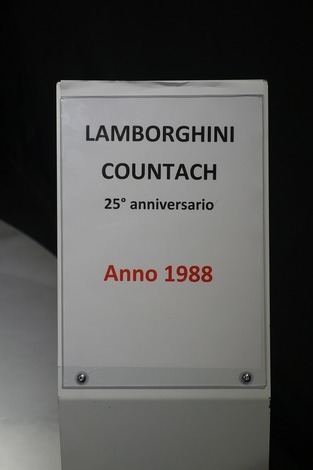 LAMBORGHINI
COUNTACH
25° anniversario
Anno 1988